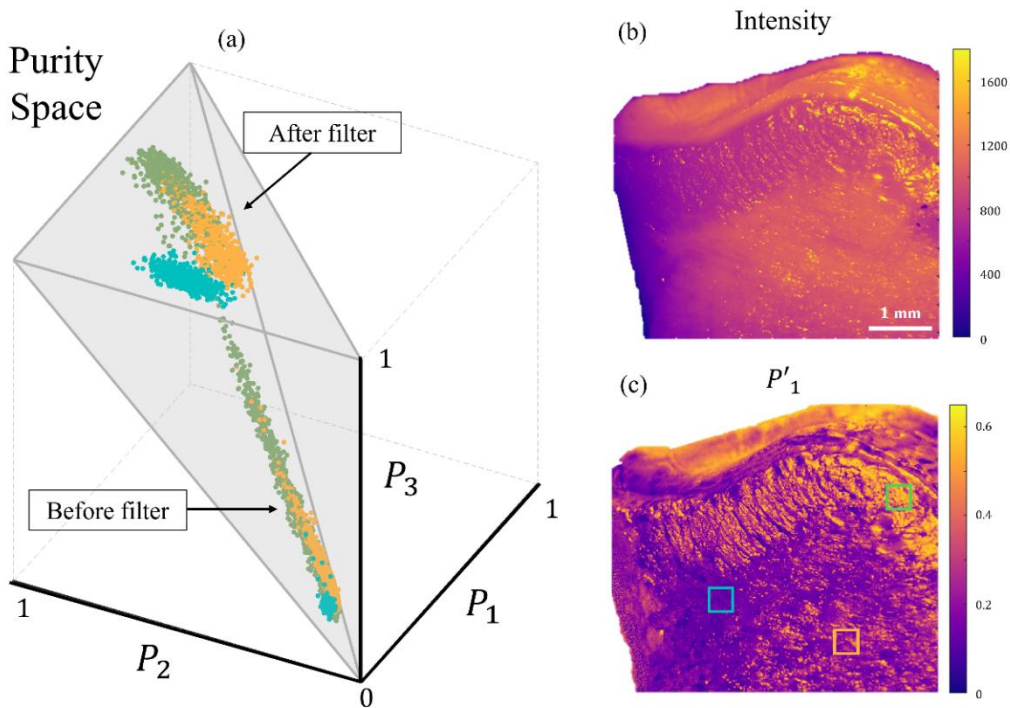 (a)
Purity
Space
After filter
Before filter
1
P₃
1
P₁
1
P₂
0
Intensity
(b)
1600
1200
800
400
0
1 mm
P'₁
(c)
0.6
0.4
0.2
0